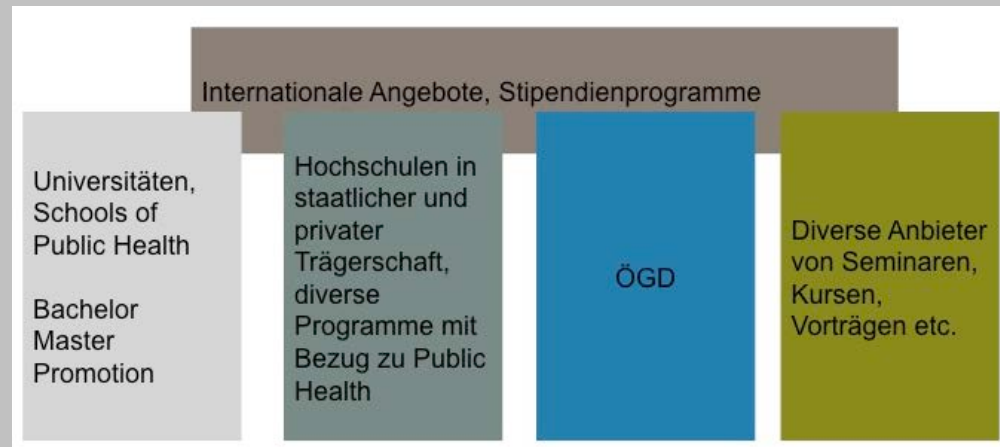 Internationale Angebote, Stipendienprogramme
Universitäten,
Schools of
Public Health
Bachelor
Master
Promotion
Hochschulen in
staatlicher und
privater
Trägerschaft,
diverse
Programme mit
Bezug zu Public
Health
ÖGD
Diverse Anbieter
von Seminaren,
Kursen,
Vorträgen etc.